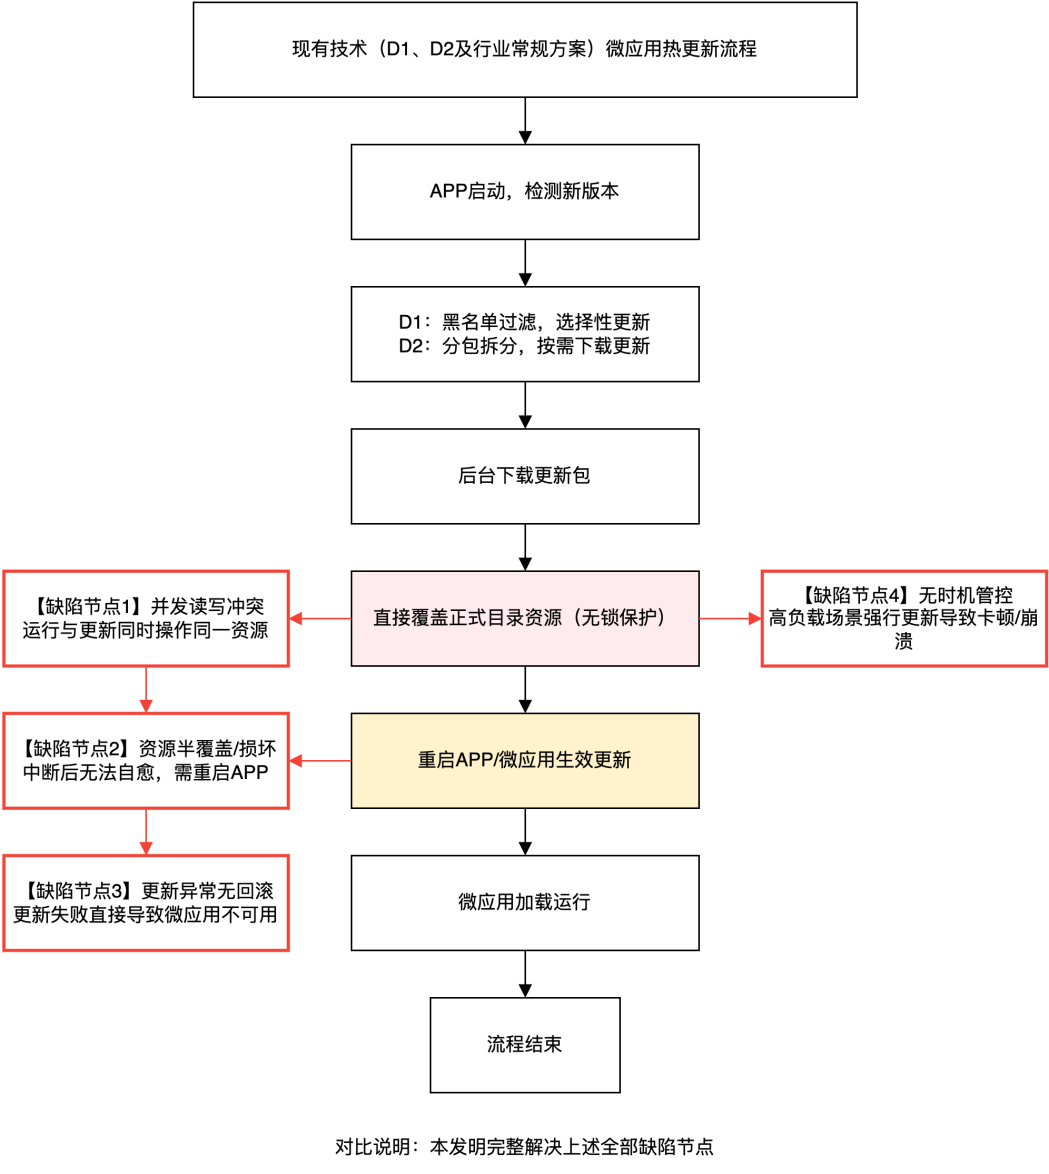 现有技术（D1、D2及行业常规方案）微应用热更新流程
APP启动，检测新版本
D1：黑名单过滤，选择性更新
D2：分包拆分，按需下载更新
后台下载更新包
【缺陷节点1】并发读写冲突
运行与更新同时操作同一资源
直接覆盖正式目录资源（无锁保护）
【缺陷节点4】无时机管控
高负载场景强行更新导致卡顿/崩
溃
【缺陷节点2】资源半覆盖/损坏
中断后无法自愈，需重启APP
重启APP/微应用生效更新
【缺陷节点3】更新异常无回滚
更新失败直接导致微应用不可用
微应用加载运行
流程结束
对比说明：本发明完整解决上述全部缺陷节点